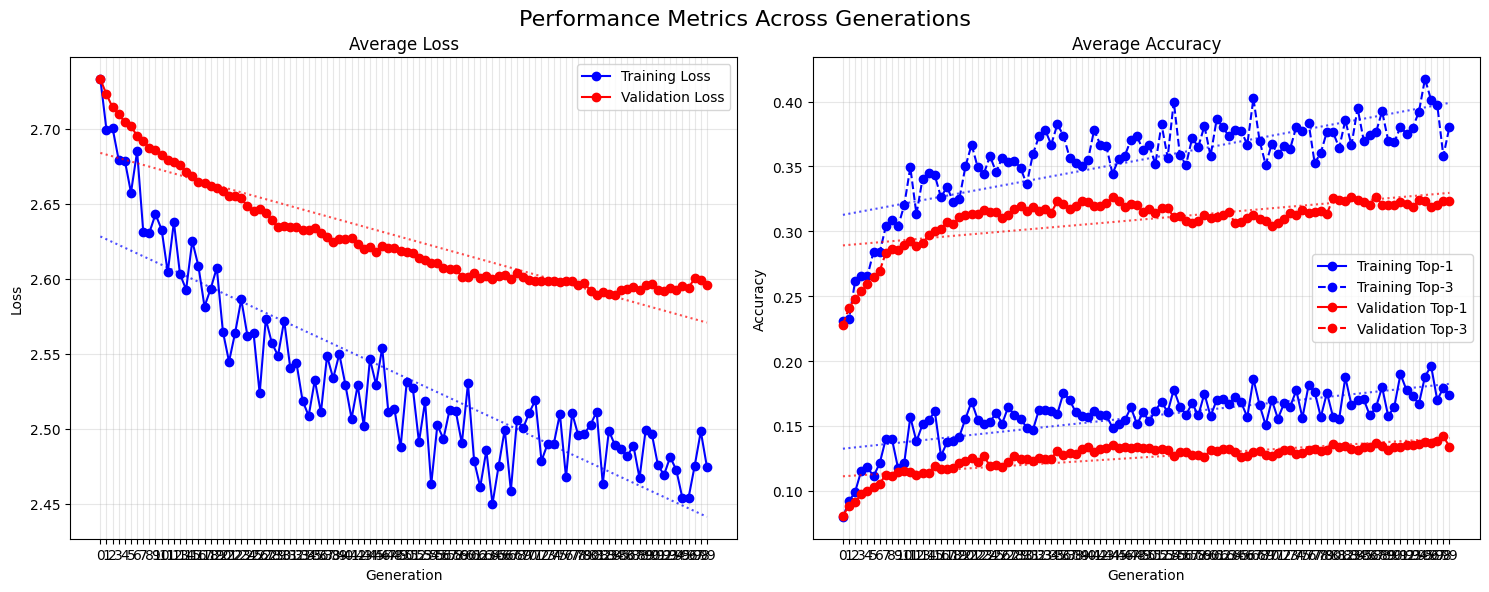 Performance Metrics Across Generations
Average Loss
Training Loss
Validation Loss
2.70
2.65
2.60
2.55
2.50
2.45
Loss
Generation
Average Accuracy
0.40
0.35
0.30
0.25
0.20
0.15
0.10
Accuracy
Training Top-1
Training Top-3
Validation Top-1
Validation Top-3
Generation